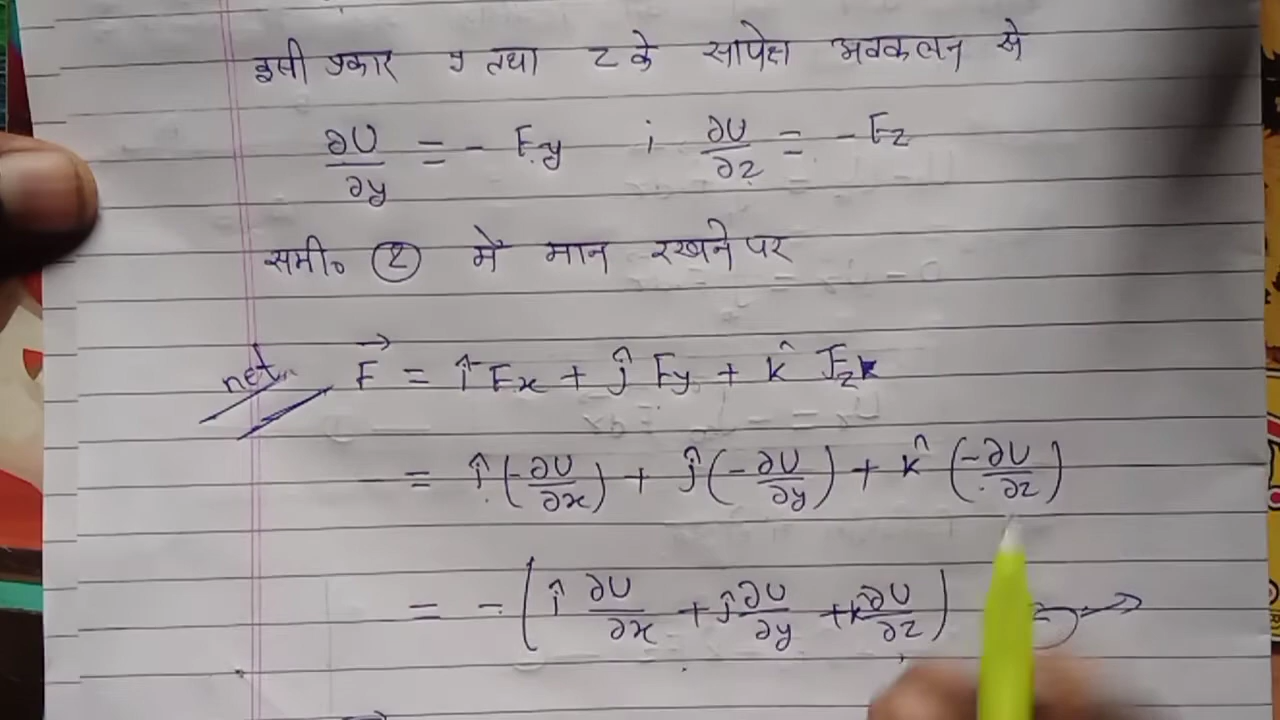 इसी प्रकार y तथा z के सापेक्ष अवकलन से
∂U/∂y = - Fy ; ∂U/∂z = - Fz
समी० ② में मान रखने पर
net F⃗ = î Fx + ĵ Fy + k̂ Fz
= î (-∂U/∂x) + ĵ (-∂U/∂y) + k̂ (-∂U/∂z)
= - (î ∂U/∂x + ĵ ∂U/∂y + k̂ ∂U/∂z)